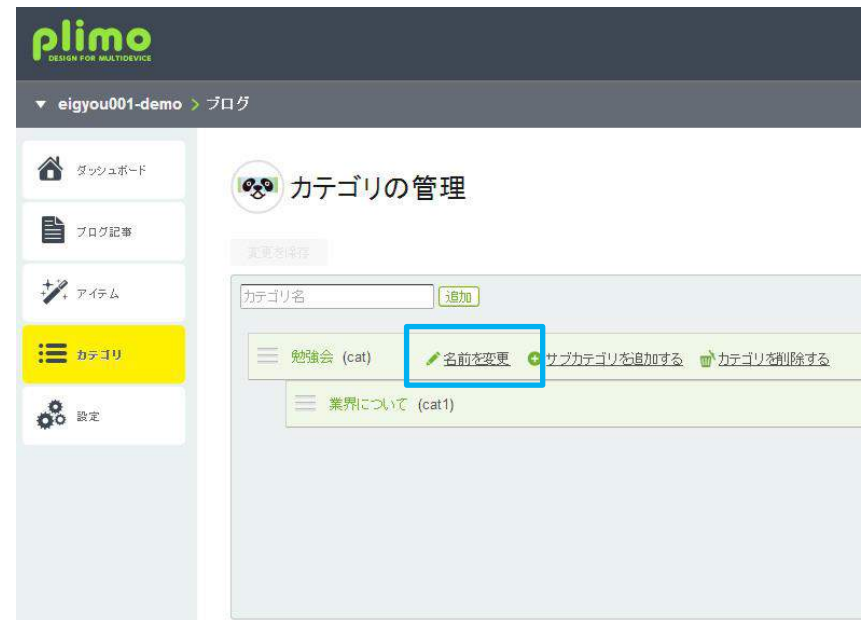 plimo
DESIGN FOR MULTIDEVICE
▼ eigyou001-demo > ブログ
ダッシュボード
ブログ記事
アイテム
カテゴリ
設定
カテゴリの管理
変更を保存
カテゴリ名 追加
勉強会 (cat) 名前を変更 サブカテゴリを追加する カテゴリを削除する
業界について (cat1)